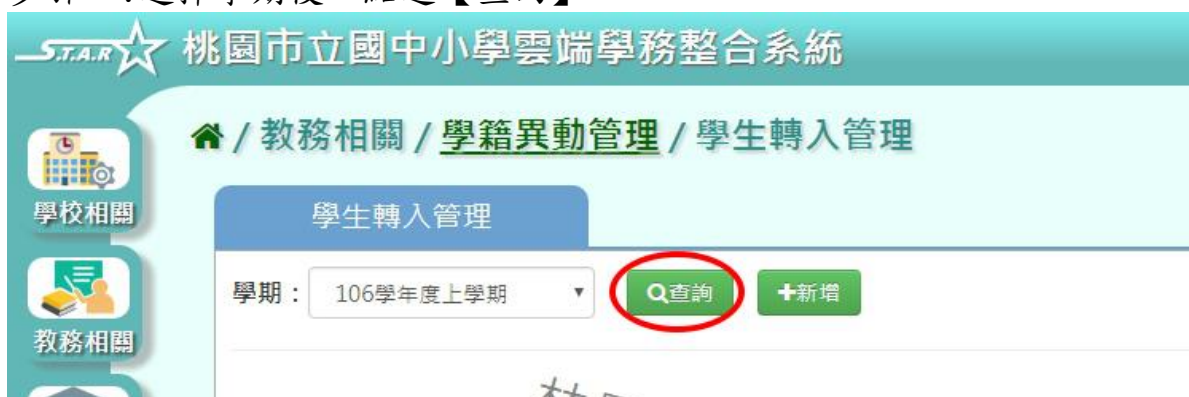 S.T.A.R 桃園市立國中小學雲端學務整合系統
/ 教務相關 / 學籍異動管理 / 學生轉入管理
學校相關
學生轉入管理
學期： 106學年度上學期 查詢 +新增
教務相關